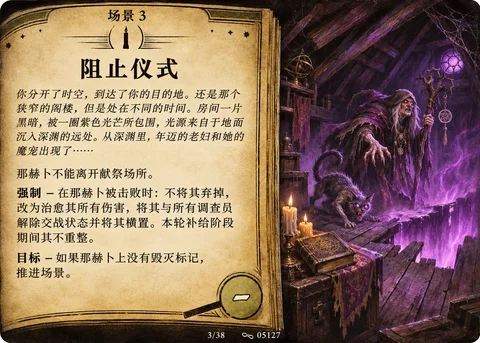 场景 3
阻止仪式
你分开了时空，到达了你的目的地。还是那个
狭窄的阁楼，但是处在不同的时间。房间一片
黑暗，被一圈紫色光芒所包围，光源来自于地面
沉入深渊的远处。从深渊里，年迈的老妇和她的
魔宠出现了……
那赫卜不能离开献祭场所。
强制 – 在那赫卜被击败时：不将其弃掉，
改为治愈其所有伤害，将其与所有调查员
解除交战状态并将其横置。本轮补给阶段
期间其不重整。
目标 – 如果那赫卜上没有毁灭标记，
推进场景。
–
3/38 05127